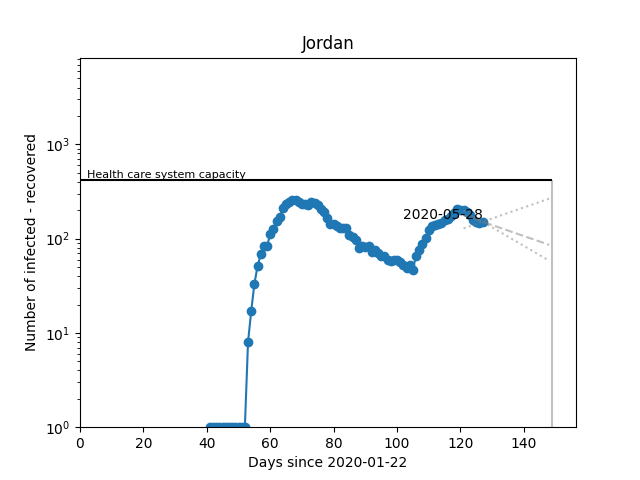 Jordan
Number of infected - recovered
10³
10²
10¹
10⁰
Health care system capacity
2020-05-28
0 20 40 60 80 100 120 140
Days since 2020-01-22